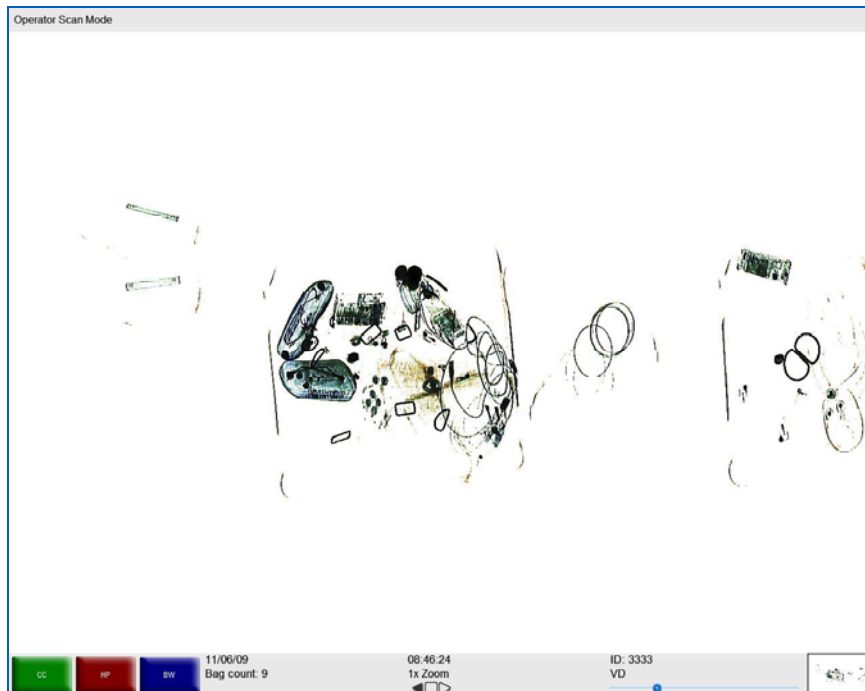 Operator Scan Mode
11/06/09 08:46:24 ID: 3333
CC HP BW Bag count: 9 1x Zoom VD